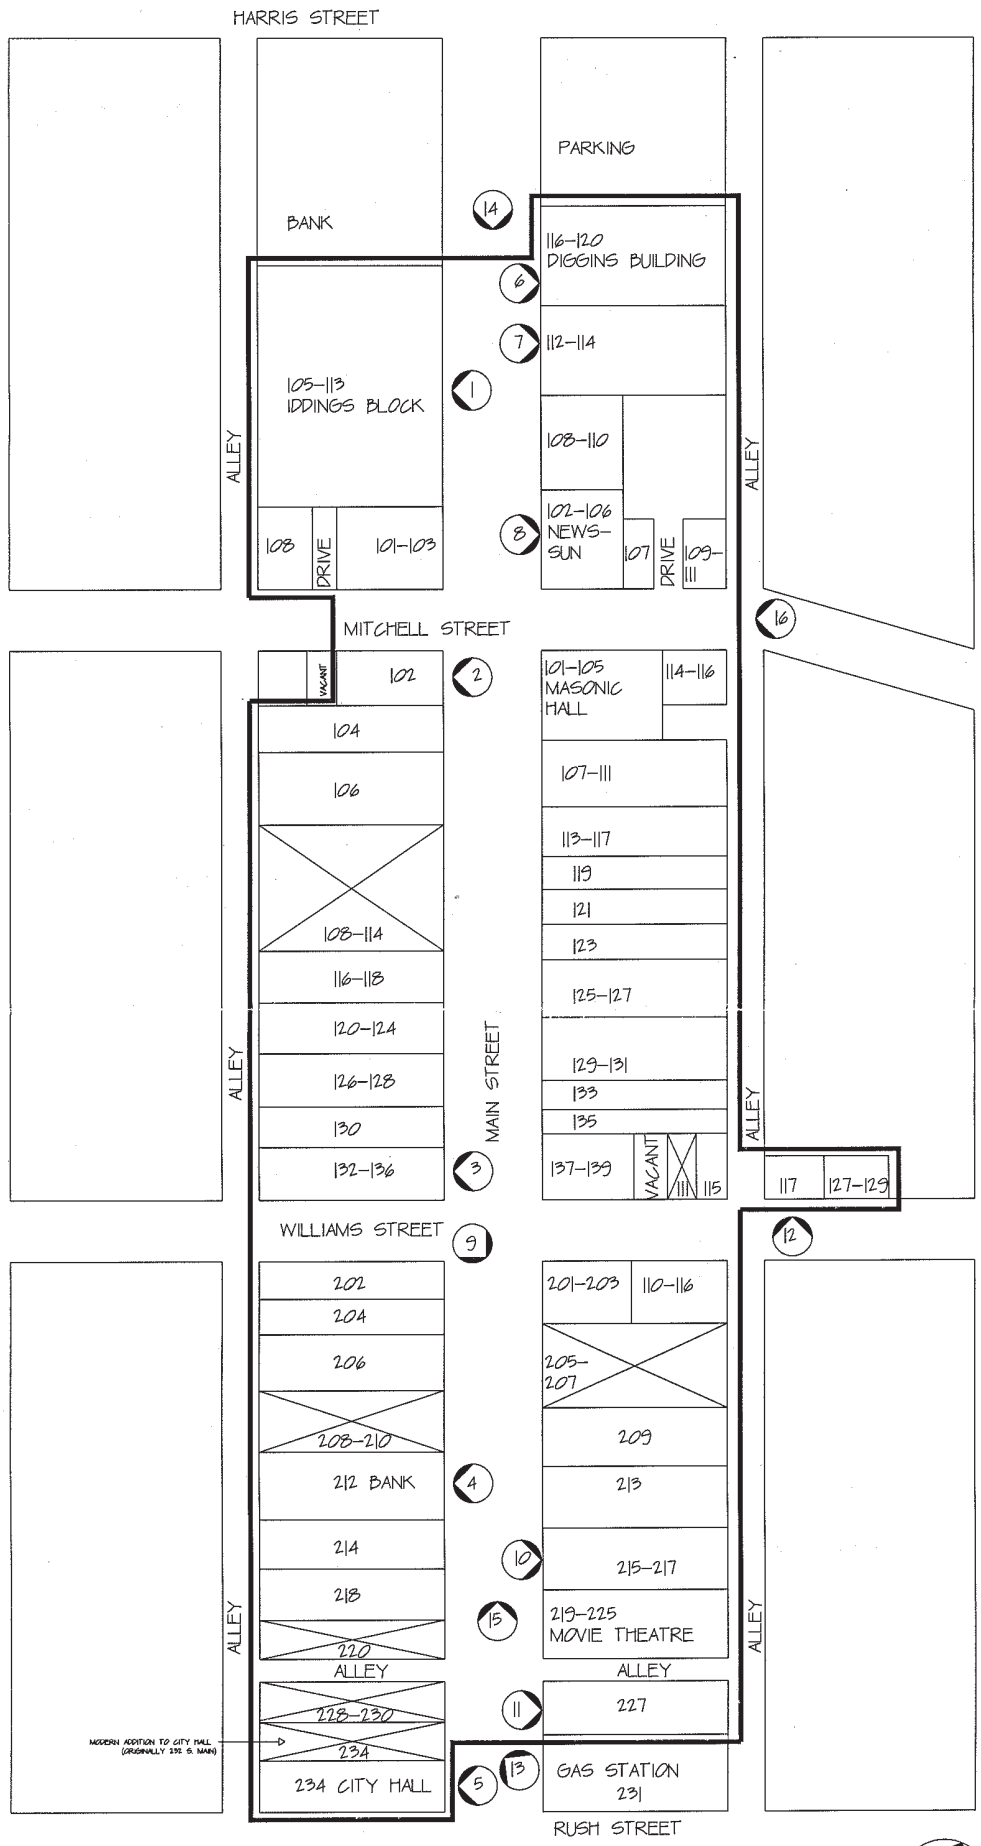 HARRIS STREET
PARKING
BANK
14
116-120
DIGGINS BUILDING
6
7
112-114
105-113
IDDINGS BLOCK
1
ALLEY
108-110
ALLEY
102-106
NEWS-
SUN
8
108
DRIVE
101-103
107
DRIVE
109-
111
MITCHELL STREET
16
VACANT
102
2
101-105
MASONIC
HALL
114-116
104
106
107-111
108-114
113-117
119
121
123
116-118
125-127
120-124
MAIN STREET
ALLEY
126-128
129-131
133
ALLEY
130
135
132-136
3
137-139
VACANT
111
115
117
127-129
WILLIAMS STREET
9
12
202
204
206
208-210
212 BANK
4
201-203
110-116
205-
207
209
213
214
10
215-217
218
15
219-225
MOVIE THEATRE
ALLEY
ALLEY
220
ALLEY
ALLEY
228-230
11
227
MODERN ADDITION TO CITY HALL
(ORIGINALLY 232 S. MAIN)
234
234 CITY HALL
5
13
GAS STATION
231
RUSH STREET